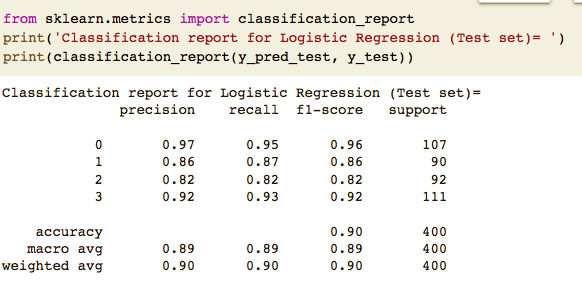 from sklearn.metrics import classification_report
print('Classification report for Logistic Regression (Test set)= ')
print(classification_report(y_pred_test, y_test))
Classification report for Logistic Regression (Test set)=
precision recall f1-score support
0 0.97 0.95 0.96 107
1 0.86 0.87 0.86 90
2 0.82 0.82 0.82 92
3 0.92 0.93 0.92 111
accuracy 0.90 400
macro avg 0.89 0.89 0.89 400
weighted avg 0.90 0.90 0.90 400